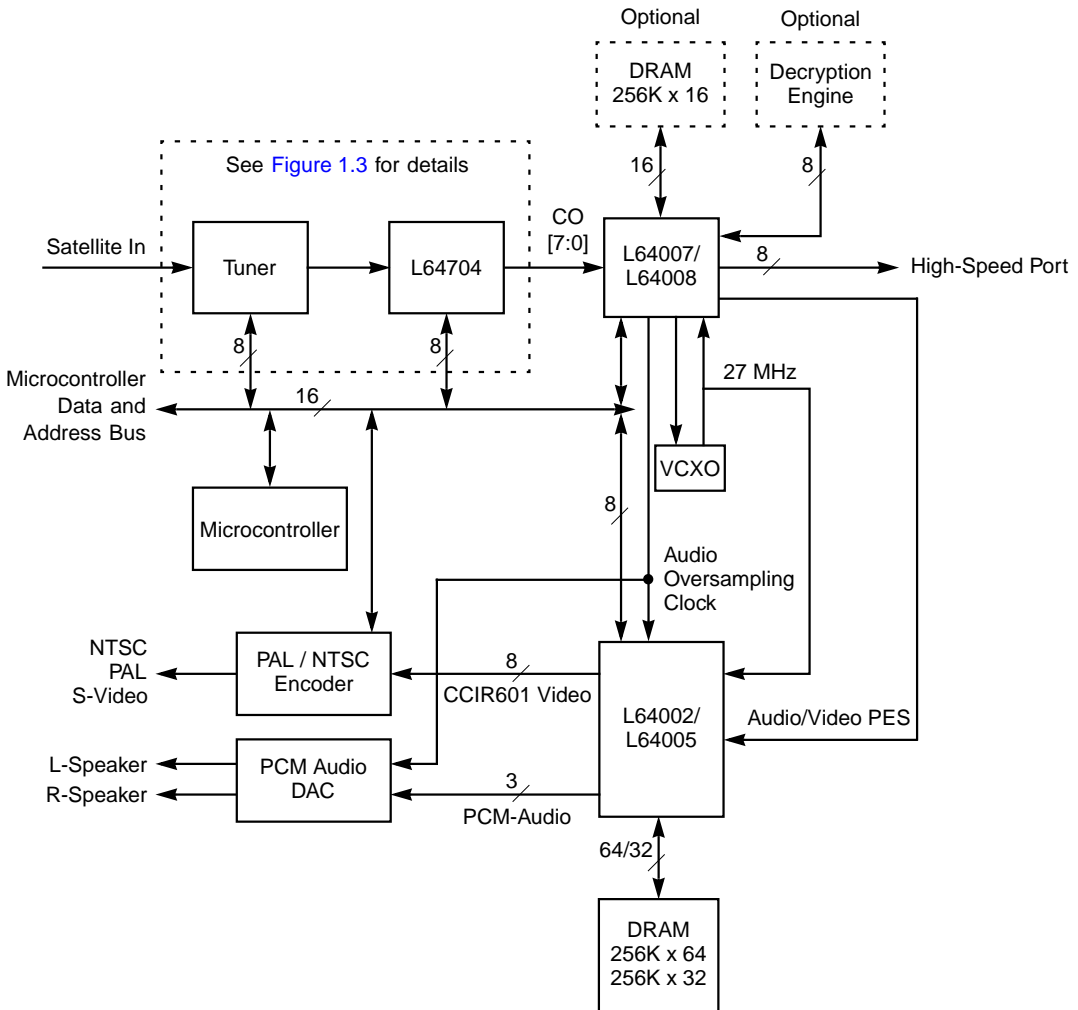 Optional
Optional
DRAM
256K x 16
Decryption
Engine
16
8
See Figure 1.3 for details
CO
[7:0]
Satellite In
Tuner
L64704
L64007/
L64008
8
High-Speed Port
8
8
Microcontroller
Data and
Address Bus
16
27 MHz
VCXO
Microcontroller
8
Audio
Oversampling
Clock
NTSC
PAL
S-Video
PAL / NTSC
Encoder
8
CCIR601 Video
L64002/
L64005
Audio/Video PES
L-Speaker
R-Speaker
PCM Audio
DAC
3
PCM-Audio
64/32
DRAM
256K x 64
256K x 32